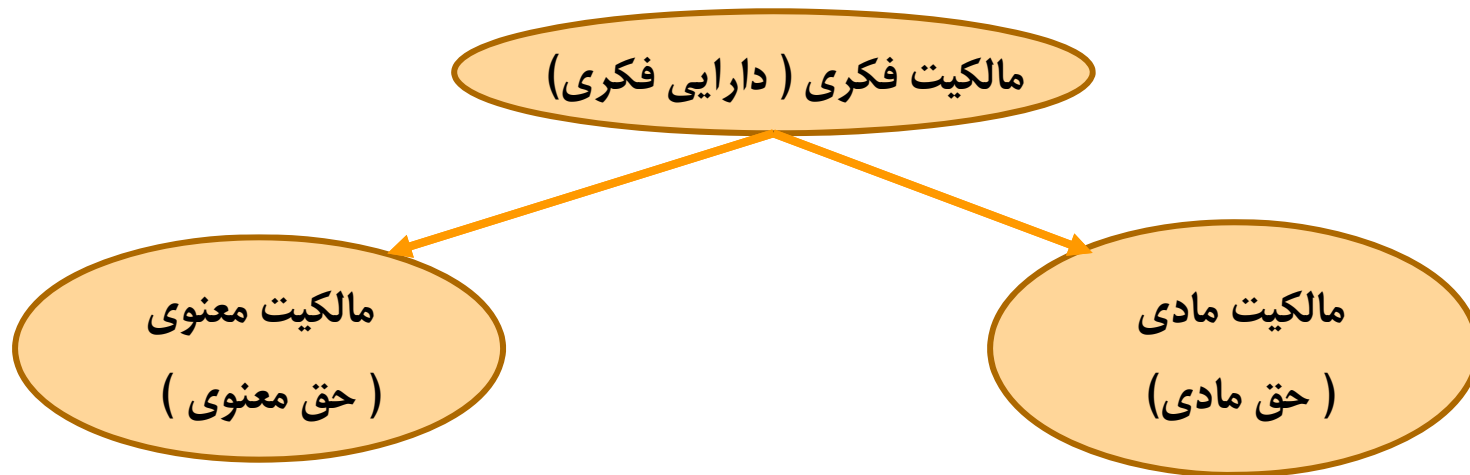 مالکیت فکری ( دارایی فکری)
مالکیت مادی
( حق مادی)
مالکیت معنوی
( حق معنوی )